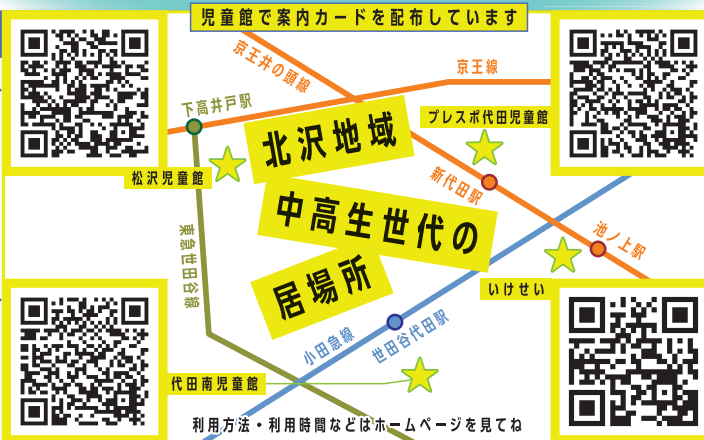 児童館で案内カードを配布しています
京王井の頭線
京王線
下高井戸駅
プレスポ代田児童館
北沢地域
松沢児童館
新代田駅
中高生世代の
池ノ上駅
東急世田谷線
いけせい
居場所
小田急線
世田谷代田駅
代田南児童館
利用方法・利用時間などはホームページを見てね